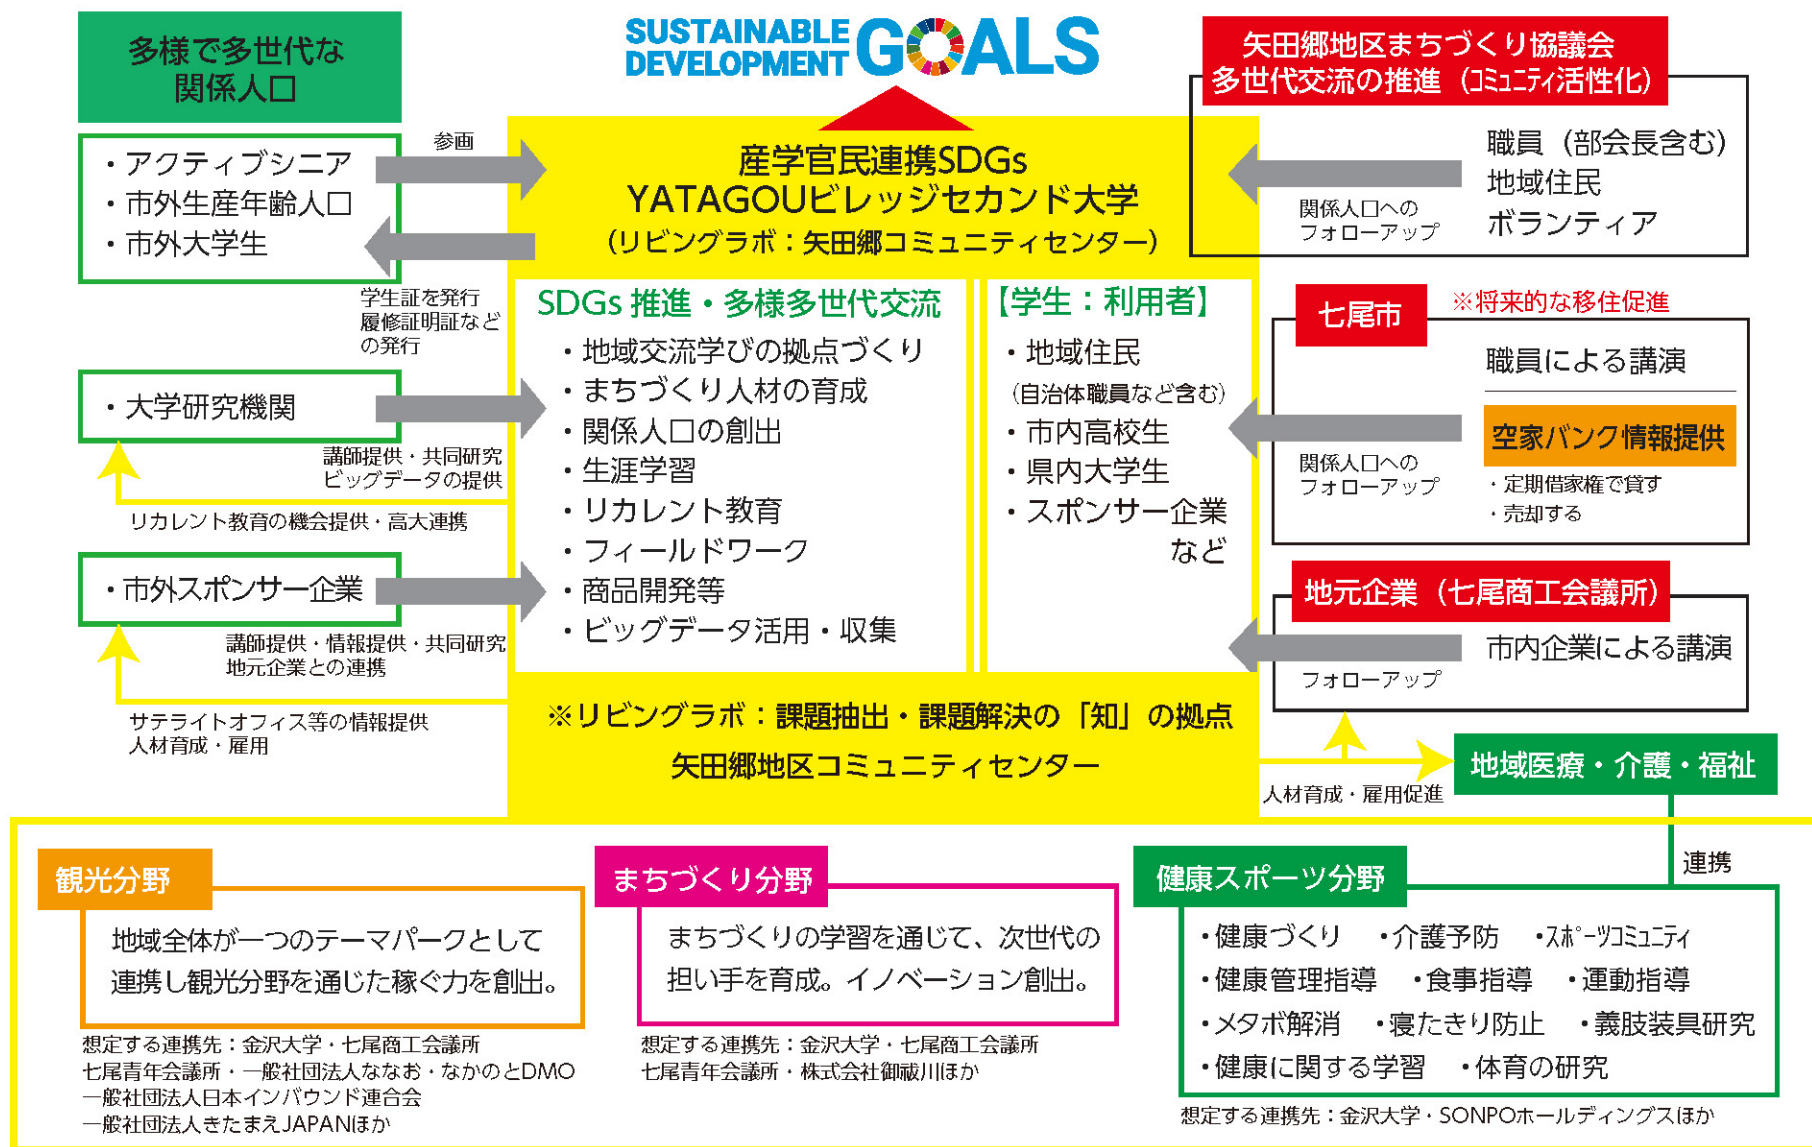 SUSTAINABLE
DEVELOPMENT
GOALS
多様で多世代な
関係人口
・アクティブシニア
・市外生産年齢人口
・市外大学生
参画
学生証を発行
履修証明証など
の発行
・大学研究機関
講師提供・共同研究
ビッグデータの提供
リカレント教育の機会提供・高大連携
・市外スポンサー企業
講師提供・情報提供・共同研究
地元企業との連携
サテライトオフィス等の情報提供
人材育成・雇用
産学官民連携SDGs
YATAGOUビレッジセカンド大学
（リビングラボ：矢田郷コミュニティセンター）
SDGs 推進・多様多世代交流
・地域交流学びの拠点づくり
・まちづくり人材の育成
・関係人口の創出
・生涯学習
・リカレント教育
・フィールドワーク
・商品開発等
・ビッグデータ活用・収集
【学生：利用者】
・地域住民
（自治体職員など含む）
・市内高校生
・県内大学生
・スポンサー企業
など
※リビングラボ：課題抽出・課題解決の「知」の拠点
矢田郷地区コミュニティセンター
矢田郷地区まちづくり協議会
多世代交流の推進（コミュニティ活性化）
職員（部会長含む）
地域住民
ボランティア
関係人口への
フォローアップ
七尾市
※将来的な移住促進
職員による講演
空家バンク情報提供
・定期借家権で貸す
・売却する
関係人口への
フォローアップ
地元企業（七尾商工会議所）
市内企業による講演
フォローアップ
人材育成・雇用促進
地域医療・介護・福祉
連携
観光分野
地域全体が一つのテーマパークとして
連携し観光分野を通じた稼ぐ力を創出。
想定する連携先：金沢大学・七尾商工会議所
七尾青年会議所・一般社団法人ななお・なかのとDMO
一般社団法人日本インバウンド連合会
一般社団法人きたまえJAPANほか
まちづくり分野
まちづくりの学習を通じて、次世代の
担い手を育成。イノベーション創出。
想定する連携先：金沢大学・七尾商工会議所
七尾青年会議所・株式会社御祓川ほか
健康スポーツ分野
・健康づくり ・介護予防 ・ｽﾎﾟｰﾂｺﾐｭﾆﾃｨ
・健康管理指導 ・食事指導 ・運動指導
・メタボ解消 ・寝たきり防止 ・義肢装具研究
・健康に関する学習 ・体育の研究
想定する連携先：金沢大学・SONPOホールディングスほか